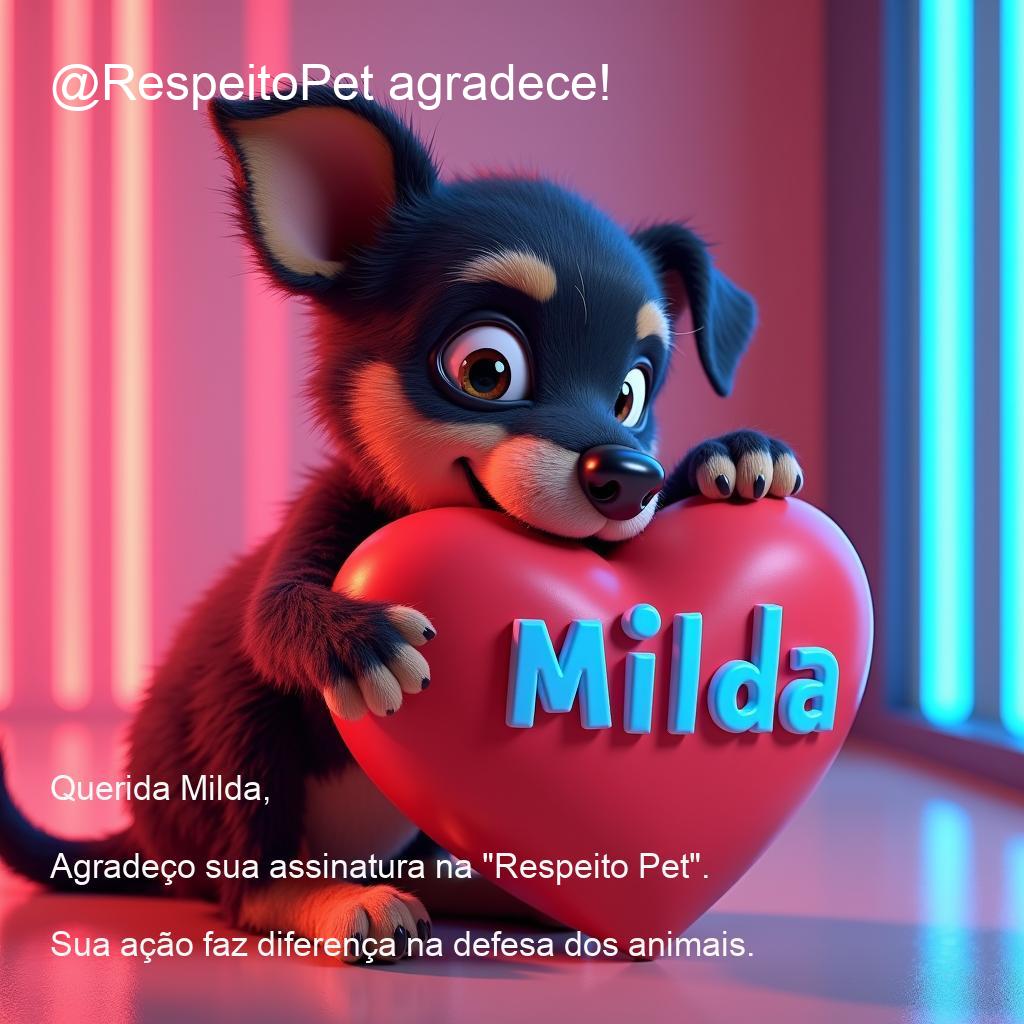 @RespeitoPet agradece!
Milda
Querida Milda,
Agradeço sua assinatura na "Respeito Pet".
Sua ação faz diferença na defesa dos animais.